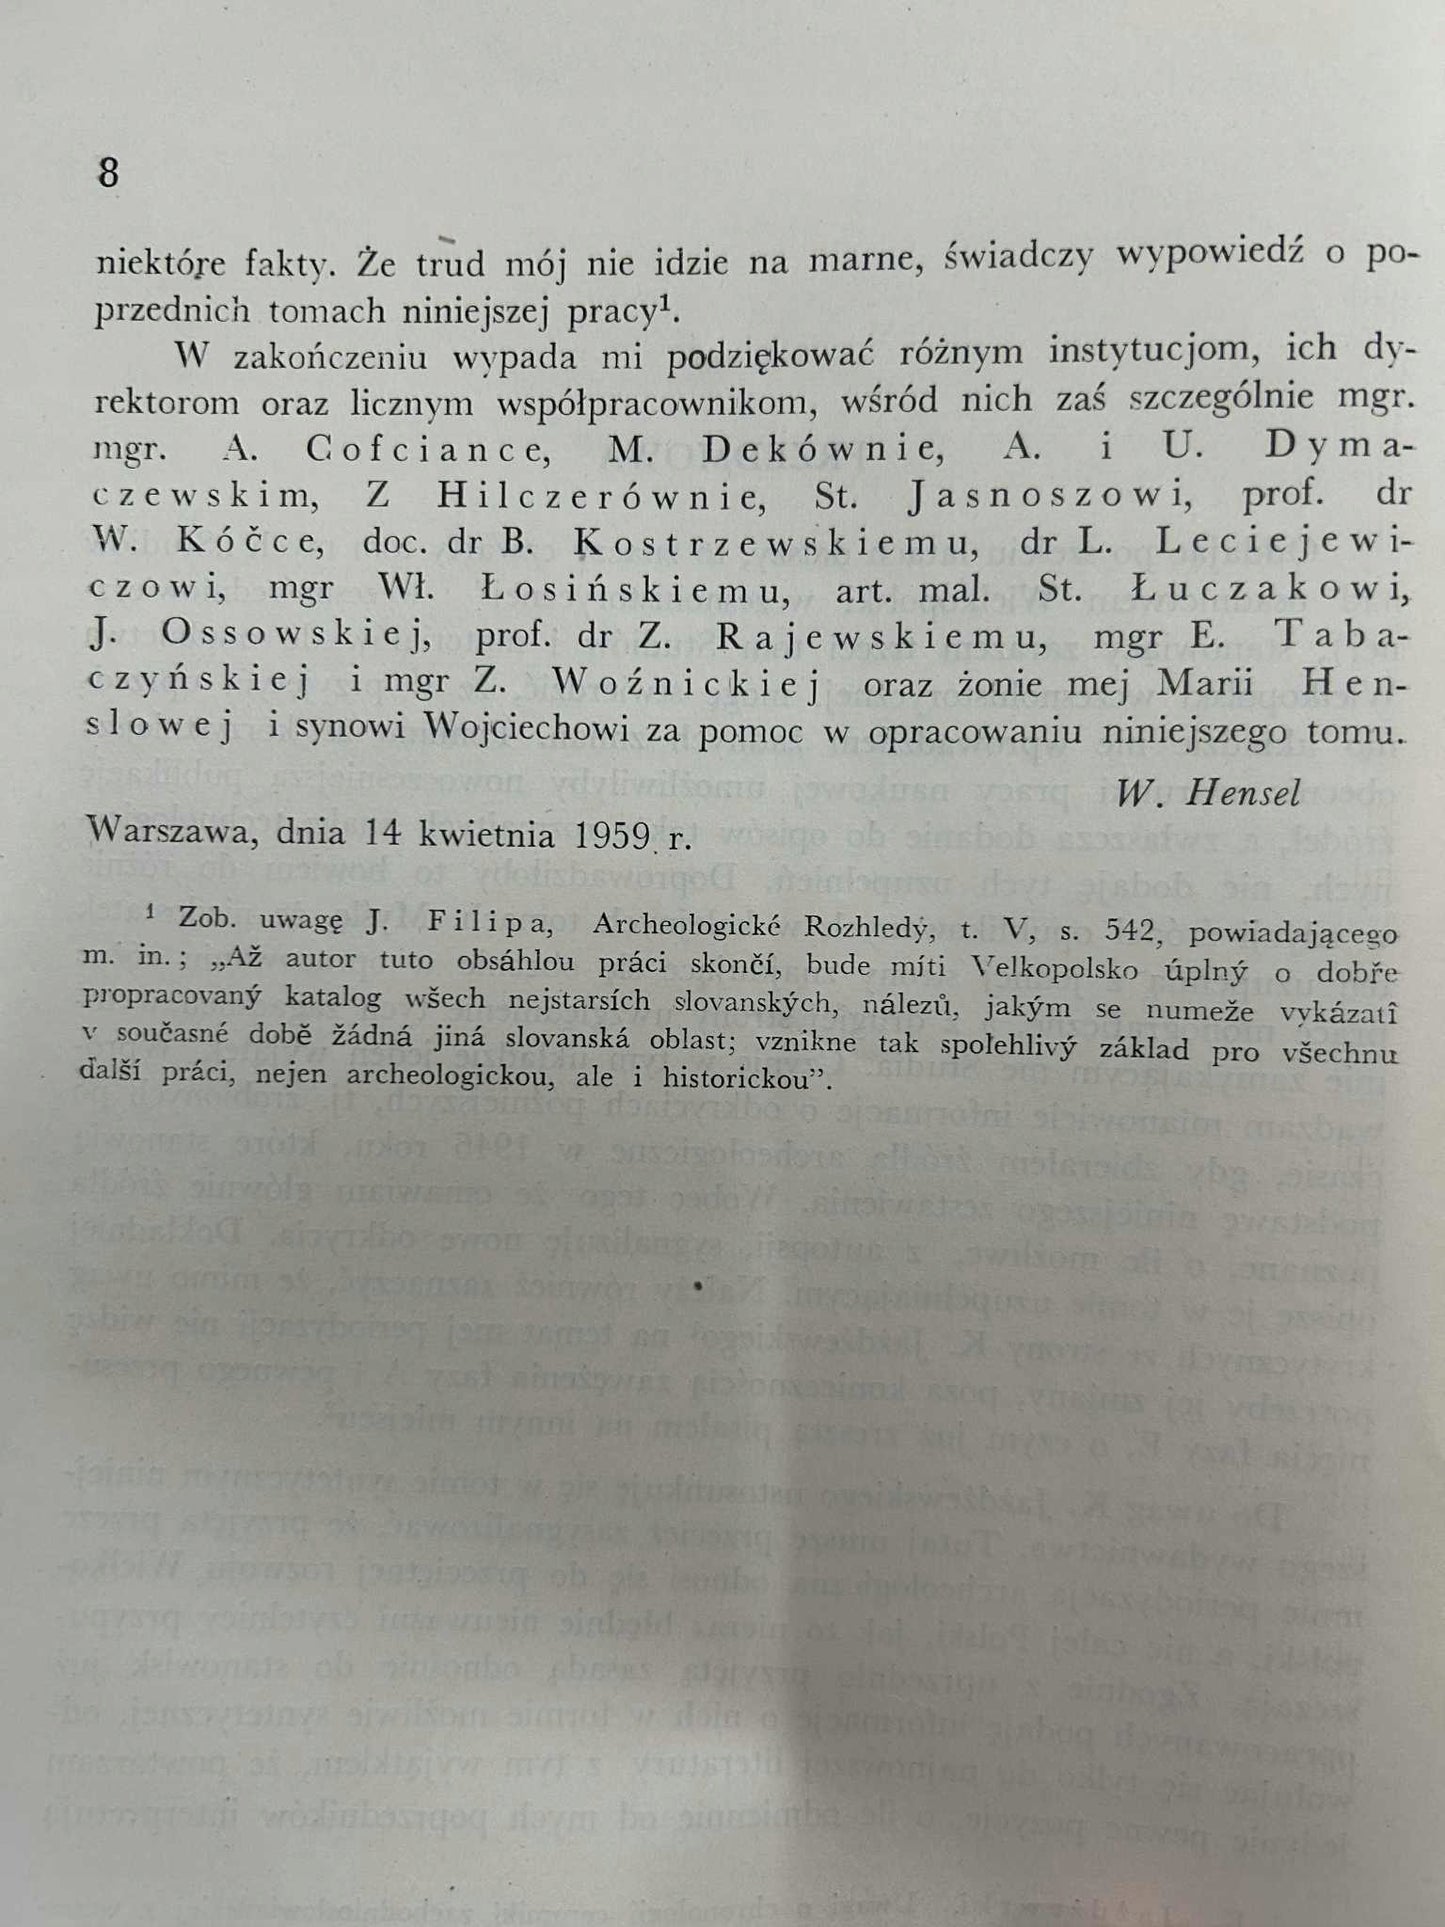 8
niektóre fakty. Że trud mój nie idzie na marne, świadczy wypowiedź o po-
przednich tomach niniejszej pracy¹.
W zakończeniu wypada mi podziękować różnym instytucjom, ich dy-
rektorom oraz licznym współpracownikom, wśród nich zaś szczególnie mgr.
mgr. A. Cofciance, M. Dekównie, A. i U. Dyma-
czewskim, Z Hilczerównie, St. Jasnoszowi, prof. dr
W. Kóčce, doc. dr B. Kostrzewskiemu, dr L. Leciejewi-
czowi, mgr Wł. Łosińskiemu, art. mal. St. Łuczakowi,
J. Ossowskiej, prof. dr Z. Rajewskiemu, mgr E. Taba-
czyńskiej i mgr Z. Woźnickiej oraz żonie mej Marii Hen-
slowej i synowi Wojciechowi za pomoc w opracowaniu niniejszego tomu.
W. Hensel
Warszawa, dnia 14 kwietnia 1959 r.
¹ Zob. uwagę J. Filipa, Archeologické Rozhledý, t. V, s. 542, powiadającego
m. in.; „Až autor tuto obsáhlou práci skončí, bude míti Velkopolsko úplný o dobře
propracovaný katalog wšech nejstarsích slovanských, nálezů, jakým se numeže vykázatî
v současné době žádná jiná slovanská oblast; vznikne tak spolehlivý základ pro všechnu
ďalší práci, nejen archeologickou, ale i historickou”.